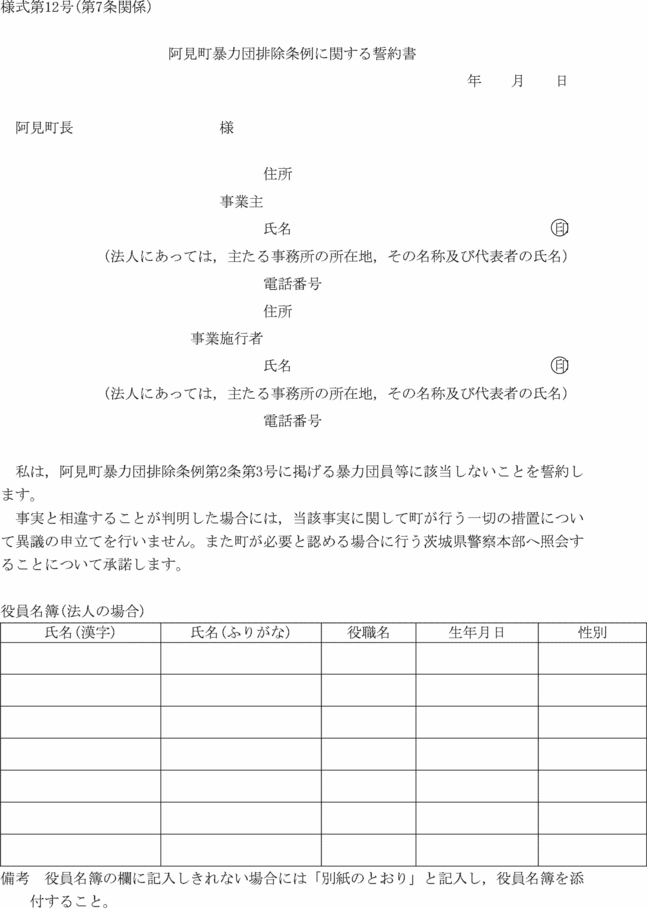 様式第12号(第7条関係)
阿見町暴力団排除条例に関する誓約書
年　月　日
阿見町長　　　　様
住所
事業主
氏名　　　　㊞
(法人にあっては，主たる事務所の所在地，その名称及び代表者の氏名)
電話番号
住所
事業施行者
氏名　　　　㊞
(法人にあっては，主たる事務所の所在地，その名称及び代表者の氏名)
電話番号
私は，阿見町暴力団排除条例第2条第3号に掲げる暴力団員等に該当しないことを誓約し
ます。
事実と相違することが判明した場合には，当該事実に関して町が行う一切の措置につい
て異議の申立てを行いません。また町が必要と認める場合に行う茨城県警察本部へ照会す
ることについて承諾します。
役員名簿(法人の場合)
氏名(漢字)　氏名(ふりがな)　役職名　生年月日　性別
備考　役員名簿の欄に記入しきれない場合には「別紙のとおり」と記入し，役員名簿を添
付すること。